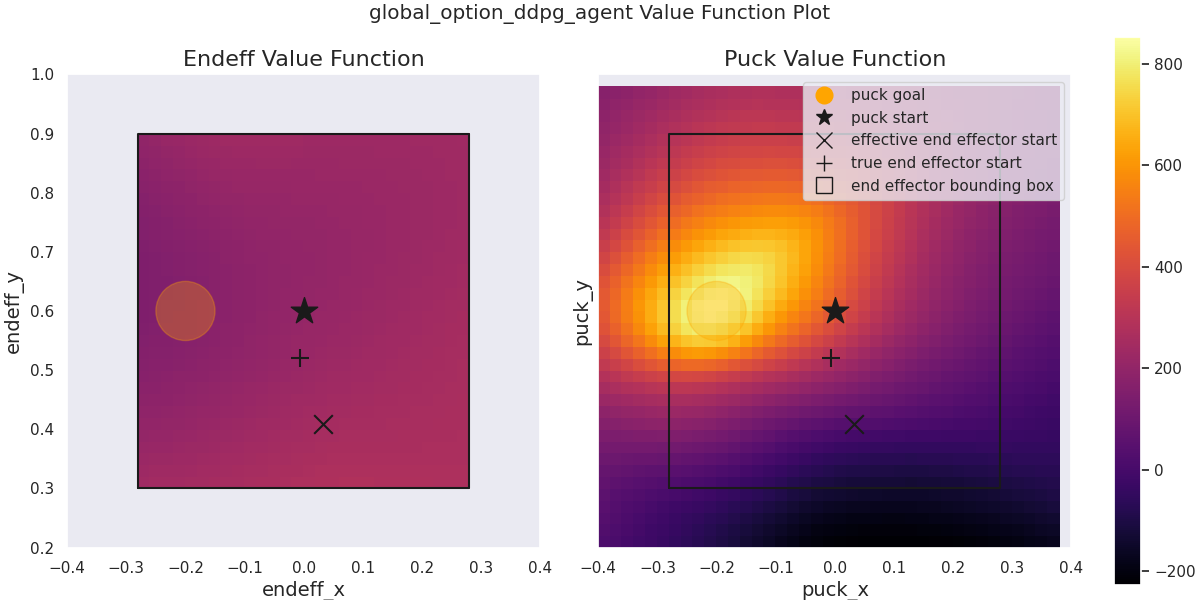 global_option_ddpg_agent Value Function Plot
Endeff Value Function
1.0
0.9
0.8
0.7
0.6
0.5
0.4
0.3
0.2
endeff_y
−0.4 −0.3 −0.2 −0.1 0.0 0.1 0.2 0.3 0.4
endeff_x
Puck Value Function
puck goal
puck start
effective end effector start
true end effector start
end effector bounding box
puck_y
−0.4 −0.3 −0.2 −0.1 0.0 0.1 0.2 0.3 0.4
puck_x
800
600
400
200
0
−200